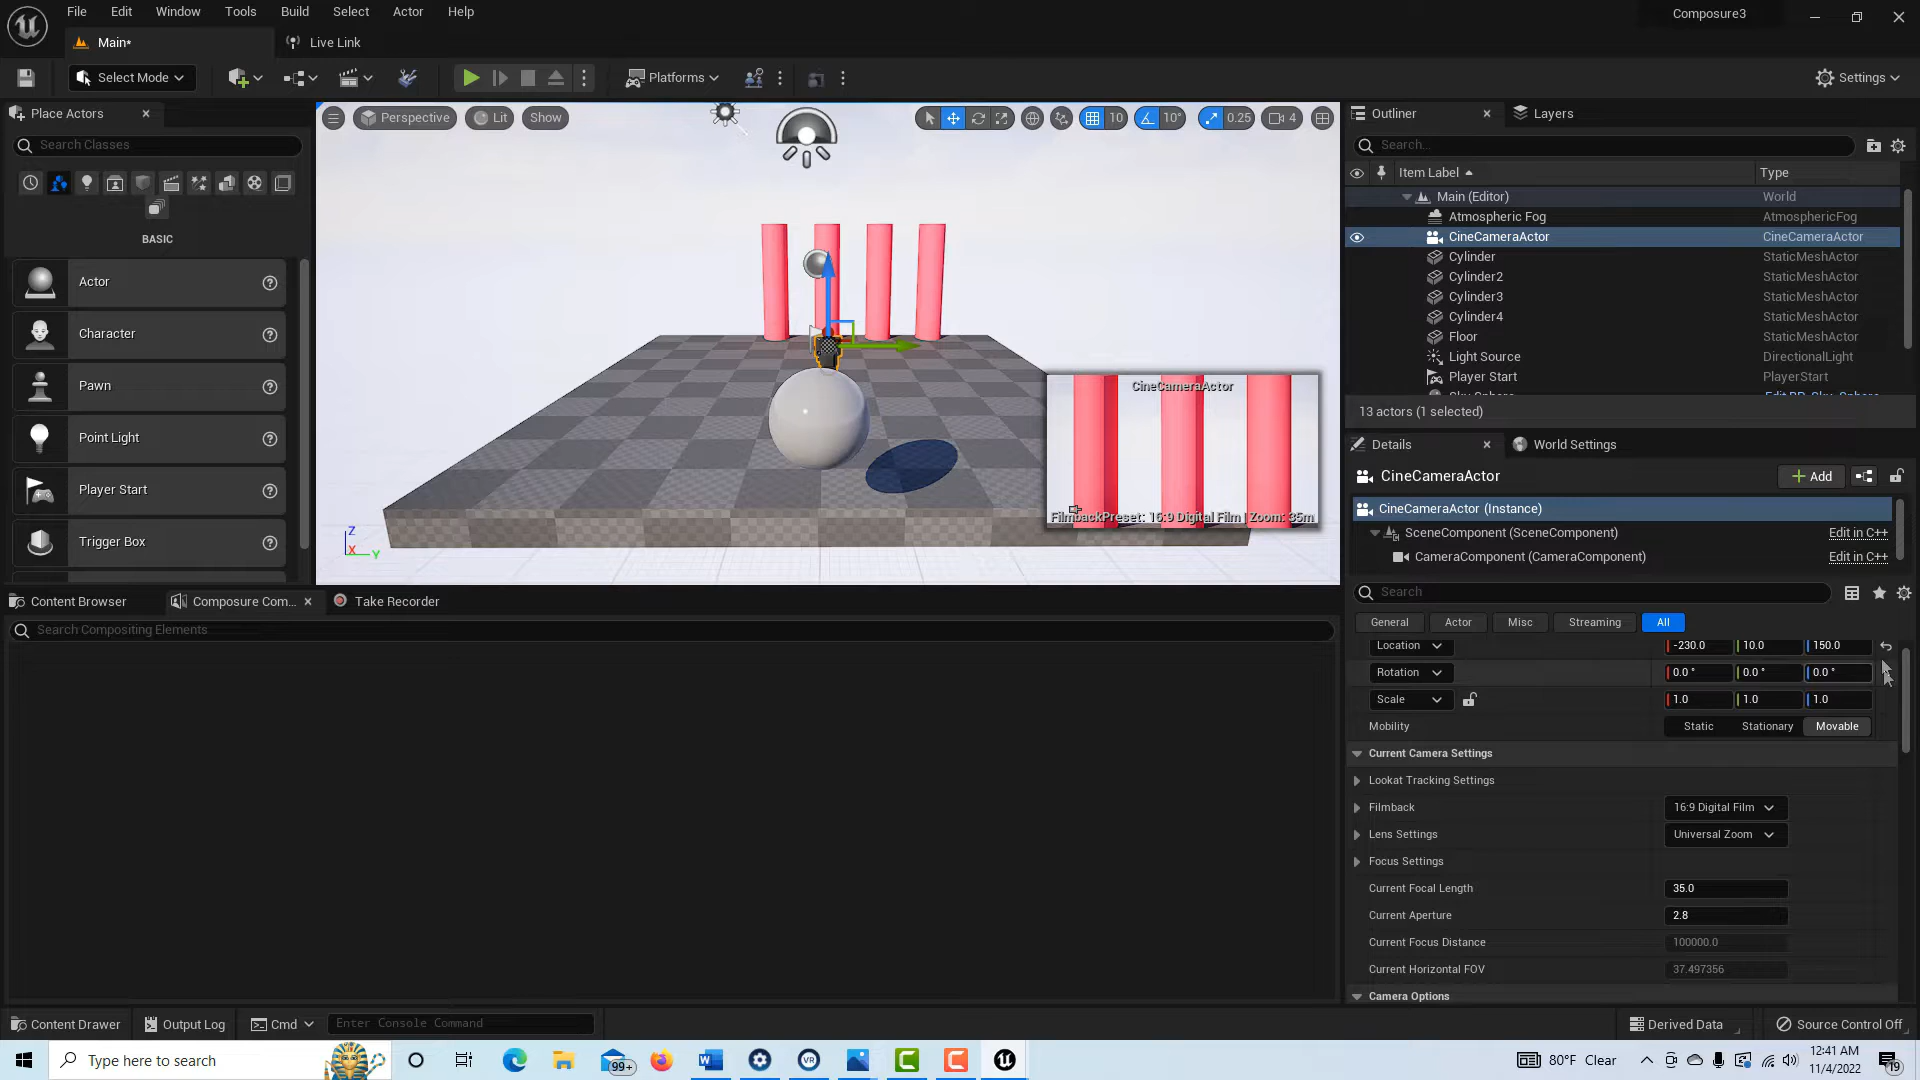 File Edit Window Tools Build Select Actor Help
Composure3
Main*
Live Link
Select Mode
Platforms
Settings
Place Actors
Search Classes
BASIC
Actor
Character
Pawn
Point Light
Player Start
Trigger Box
Perspective
Lit
Show
10
10°
0.25
4
CineCameraActor
FilmbackPreset: 16:9 Digital Film | Zoom: 35m
Z
X
Y
Outliner
Layers
Search...
Item Label
Type
Main (Editor) World
Atmospheric Fog AtmosphericFog
CineCameraActor CineCameraActor
Cylinder StaticMeshActor
Cylinder2 StaticMeshActor
Cylinder3 StaticMeshActor
Cylinder4 StaticMeshActor
Floor StaticMeshActor
Light Source DirectionalLight
Player Start PlayerStart
13 actors (1 selected)
Details
World Settings
CineCameraActor
Add
CineCameraActor (Instance)
SceneComponent (SceneComponent) Edit in C++
CameraComponent (CameraComponent) Edit in C++
Search
General Actor Misc Streaming All
Location -230.0 10.0 150.0
Rotation 0.0° 0.0° 0.0°
Scale 1.0 1.0 1.0
Mobility Static Stationary Movable
Current Camera Settings
Lookat Tracking Settings
Filmback 16:9 Digital Film
Lens Settings Universal Zoom
Focus Settings
Current Focal Length 35.0
Current Aperture 2.8
Current Focus Distance 100000.0
Current Horizontal FOV 37.497356
Camera Options
Content Browser
Composure Com...
Take Recorder
Search Compositing Elements
Content Drawer
Output Log
Cmd
Enter Console Command
Derived Data
Source Control Off
Type here to search
99+
80°F Clear
12:41 AM
11/4/2022
19